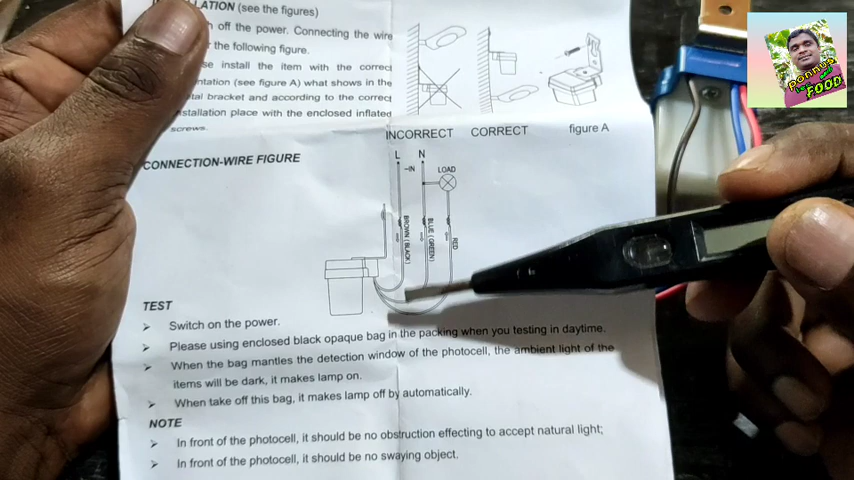 LATION (see the figures)
off the power. Connecting the wire
the following figure.
se install the item with the correct
ntation (see figure A) what shows in the
tal bracket and according to the correct
nstallation place with the enclosed inflated
screws.
INCORRECT CORRECT figure A
CONNECTION-WIRE FIGURE
L N
~IN LOAD
BROWN (BLACK)
BLUE (GREEN)
RED
TEST
➢ Switch on the power.
➢ Please using enclosed black opaque bag in the packing when you testing in daytime.
➢ When the bag mantles the detection window of the photocell, the ambient light of the
items will be dark, it makes lamp on.
➢ When take off this bag, it makes lamp off by automatically.
NOTE
➢ In front of the photocell, it should be no obstruction effecting to accept natural light;
➢ In front of the photocell, it should be no swaying object.
Ponnus
FOOD